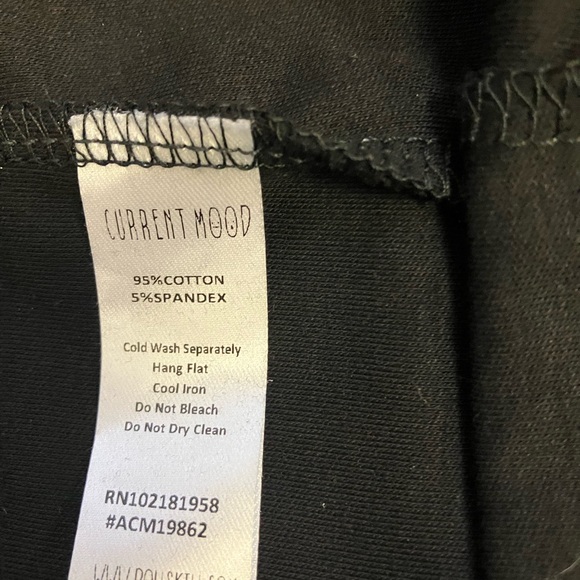 CURRENT MOOD
95%COTTON
5%SPANDEX
Cold Wash Separately
Hang Flat
Cool Iron
Do Not Bleach
Do Not Dry Clean
RN102181958
#ACM19862